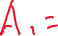 A₁ =